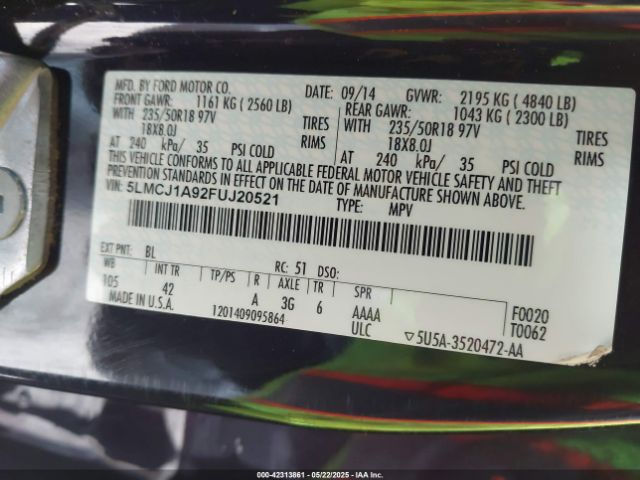 MFD. BY FORD MOTOR CO. DATE: 09/14 GVWR: 2195 KG ( 4840 LB)
FRONT GAWR: 1161 KG ( 2560 LB) REAR GAWR: 1043 KG ( 2300 LB)
WITH 235/50R18 97V TIRES WITH 235/50R18 97V TIRES
18X8.0J RIMS 18X8.0J RIMS
AT 240 kPa/ 35 PSI COLD AT 240 kPa/ 35 PSI COLD
THIS VEHICLE CONFORMS TO ALL APPLICABLE FEDERAL MOTOR VEHICLE SAFETY AND THEFT
PREVENTION STANDARDS IN EFFECT ON THE DATE OF MANUFACTURE SHOWN ABOVE.
VIN: 5LMCJ1A92FUJ20521 TYPE: MPV
EXT PNT: BL RC: 51 DSO:
WB INT TR TP/PS R AXLE TR SPR
105 42 A 3G 6 AAAA F0020
MADE IN U.S.A. 1201409095864 ULC ▽5U5A-3520472-AA T0062
000-42313861 - 05/22/2025 - IAAI.com